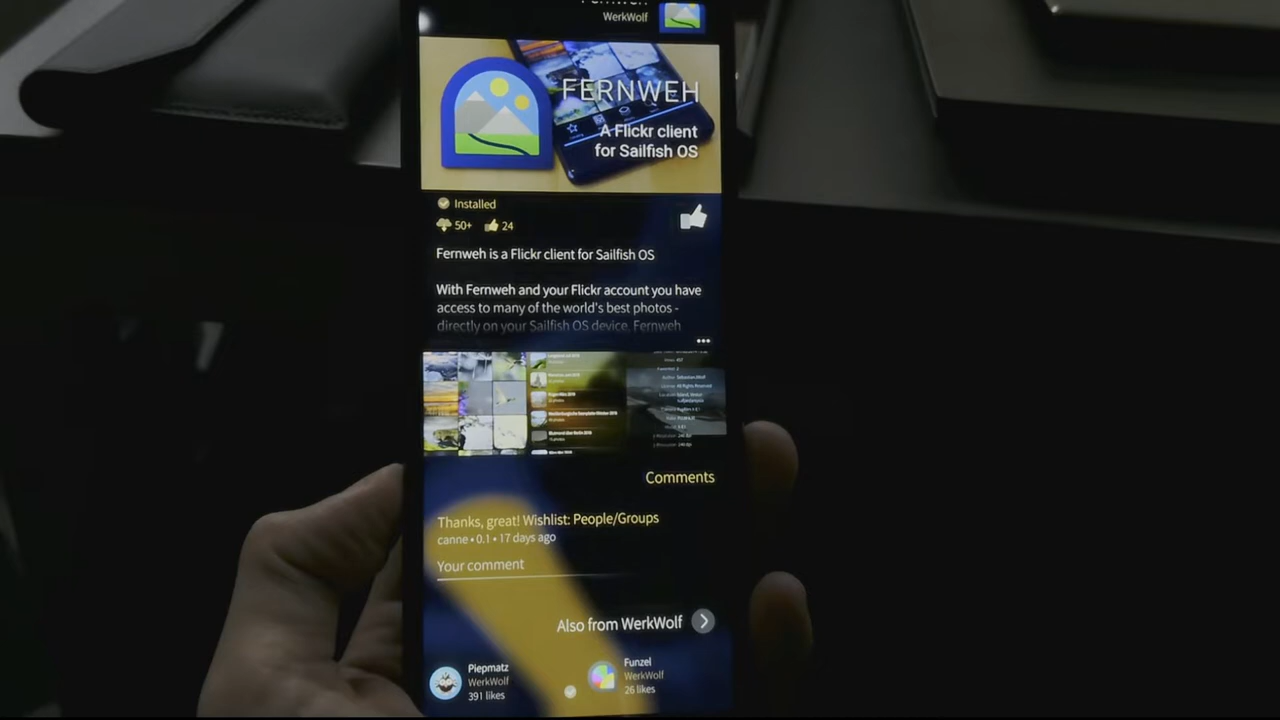 WerkWolf
FERNWEH
A Flickr client
for Sailfish OS
Installed
50+ 24
Fernweh is a Flickr client for Sailfish OS
With Fernweh and your Flickr account you have
access to many of the world's best photos -
directly on your Sailfish OS device. Fernweh
Comments
Thanks, great! Wishlist: People/Groups
canne • 0.1 • 17 days ago
Your comment
Also from WerkWolf
Piepmatz
WerkWolf
391 likes
Funzel
WerkWolf
26 likes